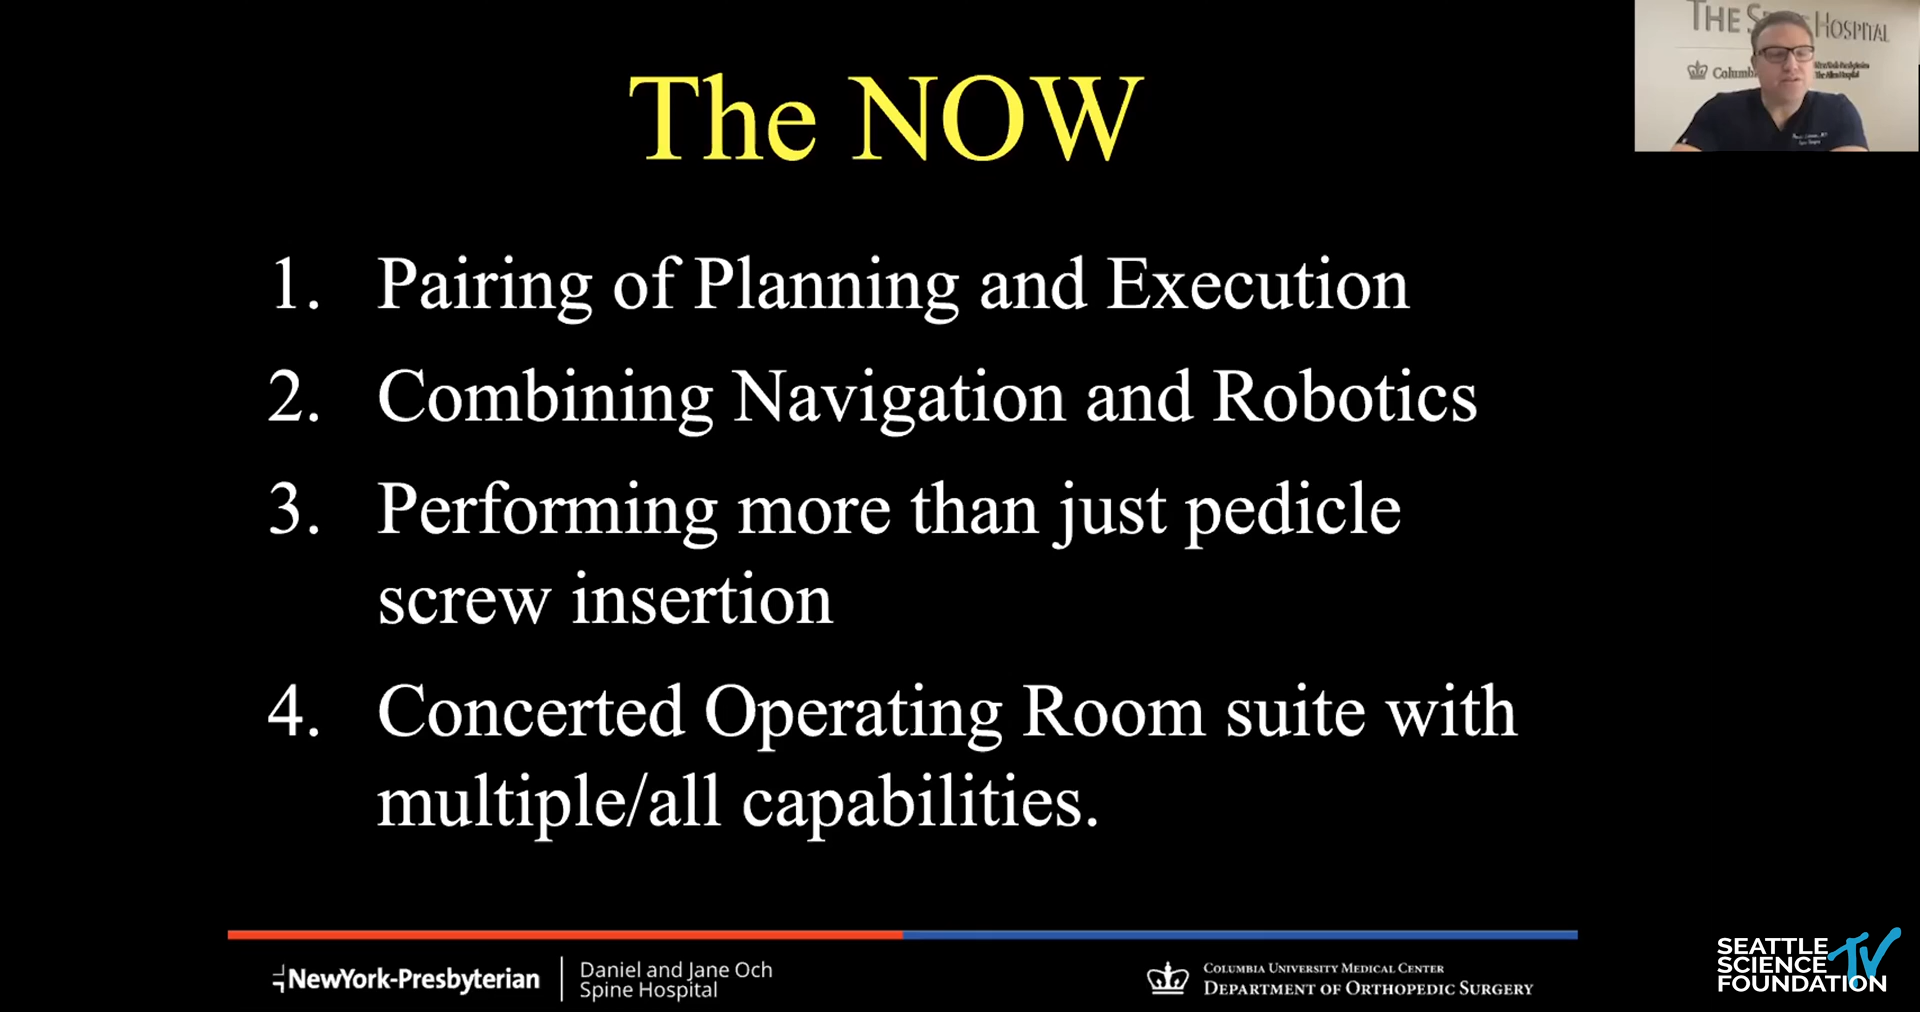 The NOW
1. Pairing of Planning and Execution
2. Combining Navigation and Robotics
3. Performing more than just pedicle
screw insertion
4. Concerted Operating Room suite with
multiple/all capabilities.
THE HOSPITAL
NewYork-Presbyterian
Daniel and Jane Och
Spine Hospital
COLUMBIA UNIVERSITY MEDICAL CENTER
DEPARTMENT OF ORTHOPEDIC SURGERY
SEATTLE
SCIENCE
FOUNDATION
TV